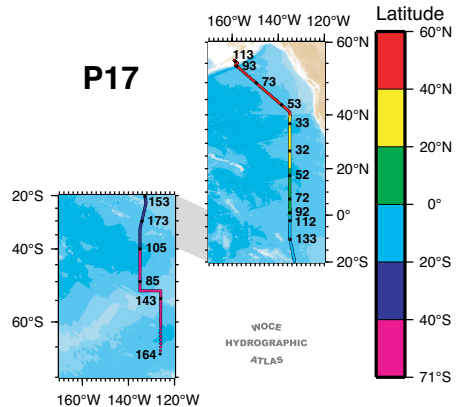 160°W 140°W 120°W
Latitude
P17
60°N
40°N
20°N
0°
20°S
113
93
73
53
33
32
52
72
92
112
133
60°N
40°N
20°N
0°
20°S
40°S
71°S
20°S
40°S
60°S
153
173
105
85
143
164
160°W 140°W 120°W
WOCE
HYDROGRAPHIC
ATLAS